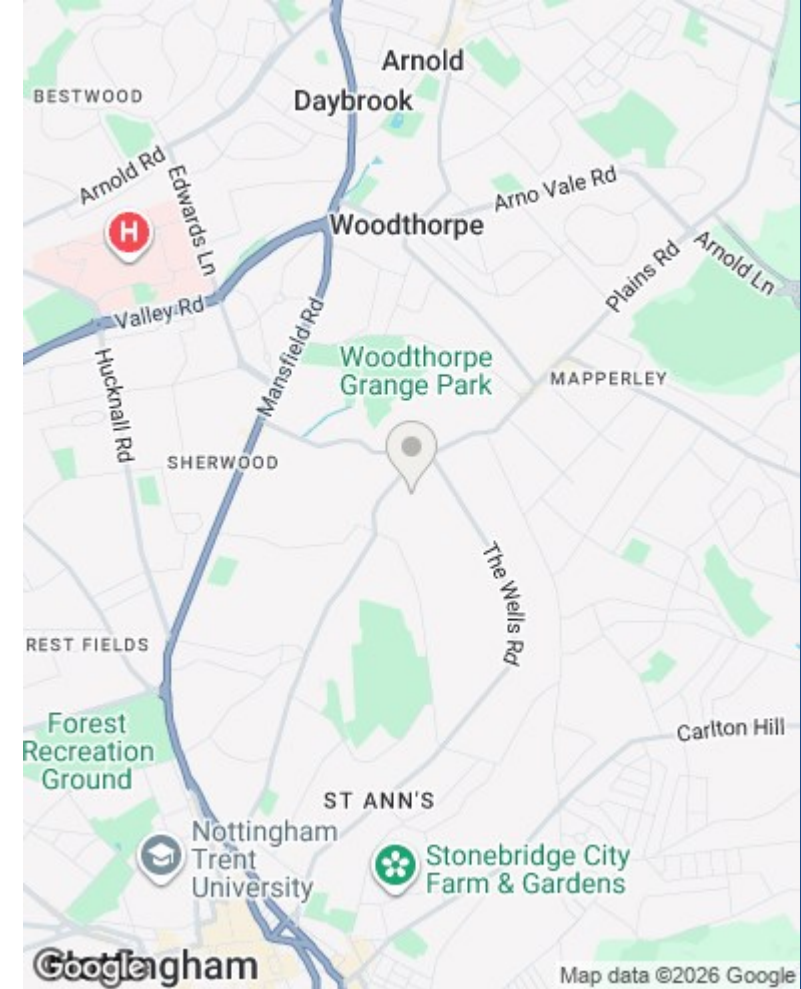 Arnold
BESTWOOD
Daybrook
Arnold Rd
Edwards Ln
Arno Vale Rd
H
Woodthorpe
Arnold Ln
Plains Rd
Valley Rd
Mansfield Rd
Woodthorpe
Grange Park
Hucknall Rd
MAPPERLEY
SHERWOOD
The Wells Rd
REST FIELDS
Forest
Recreation
Ground
Carlton Hill
ST ANN'S
Nottingham
Trent
University
Stonebridge City
Farm & Gardens
Google
Nottingham
Map data ©2026 Google